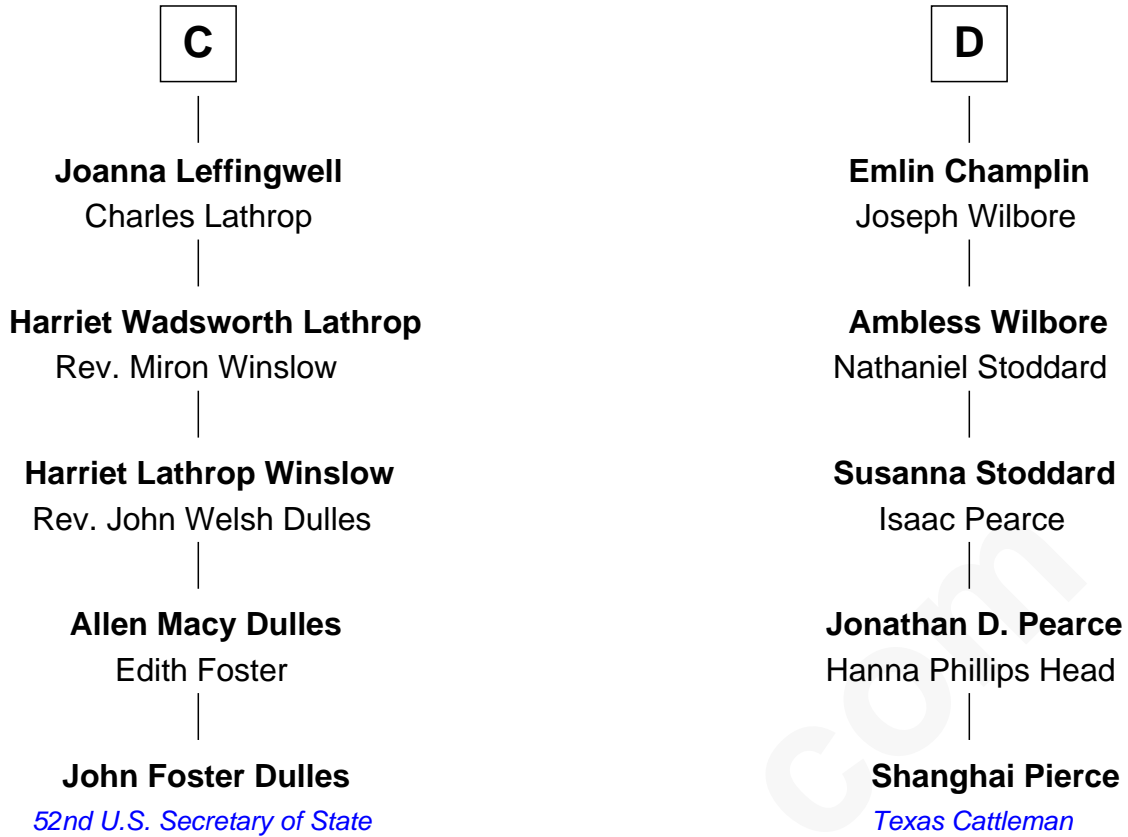 C
Joanna Leffingwell
Charles Lathrop
Harriet Wadsworth Lathrop
Rev. Miron Winslow
Harriet Lathrop Winslow
Rev. John Welsh Dulles
Allen Macy Dulles
Edith Foster
John Foster Dulles
52nd U.S. Secretary of State
D
Emlin Champlin
Joseph Wilbore
Ambless Wilbore
Nathaniel Stoddard
Susanna Stoddard
Isaac Pearce
Jonathan D. Pearce
Hanna Phillips Head
Shanghai Pierce
Texas Cattleman
com